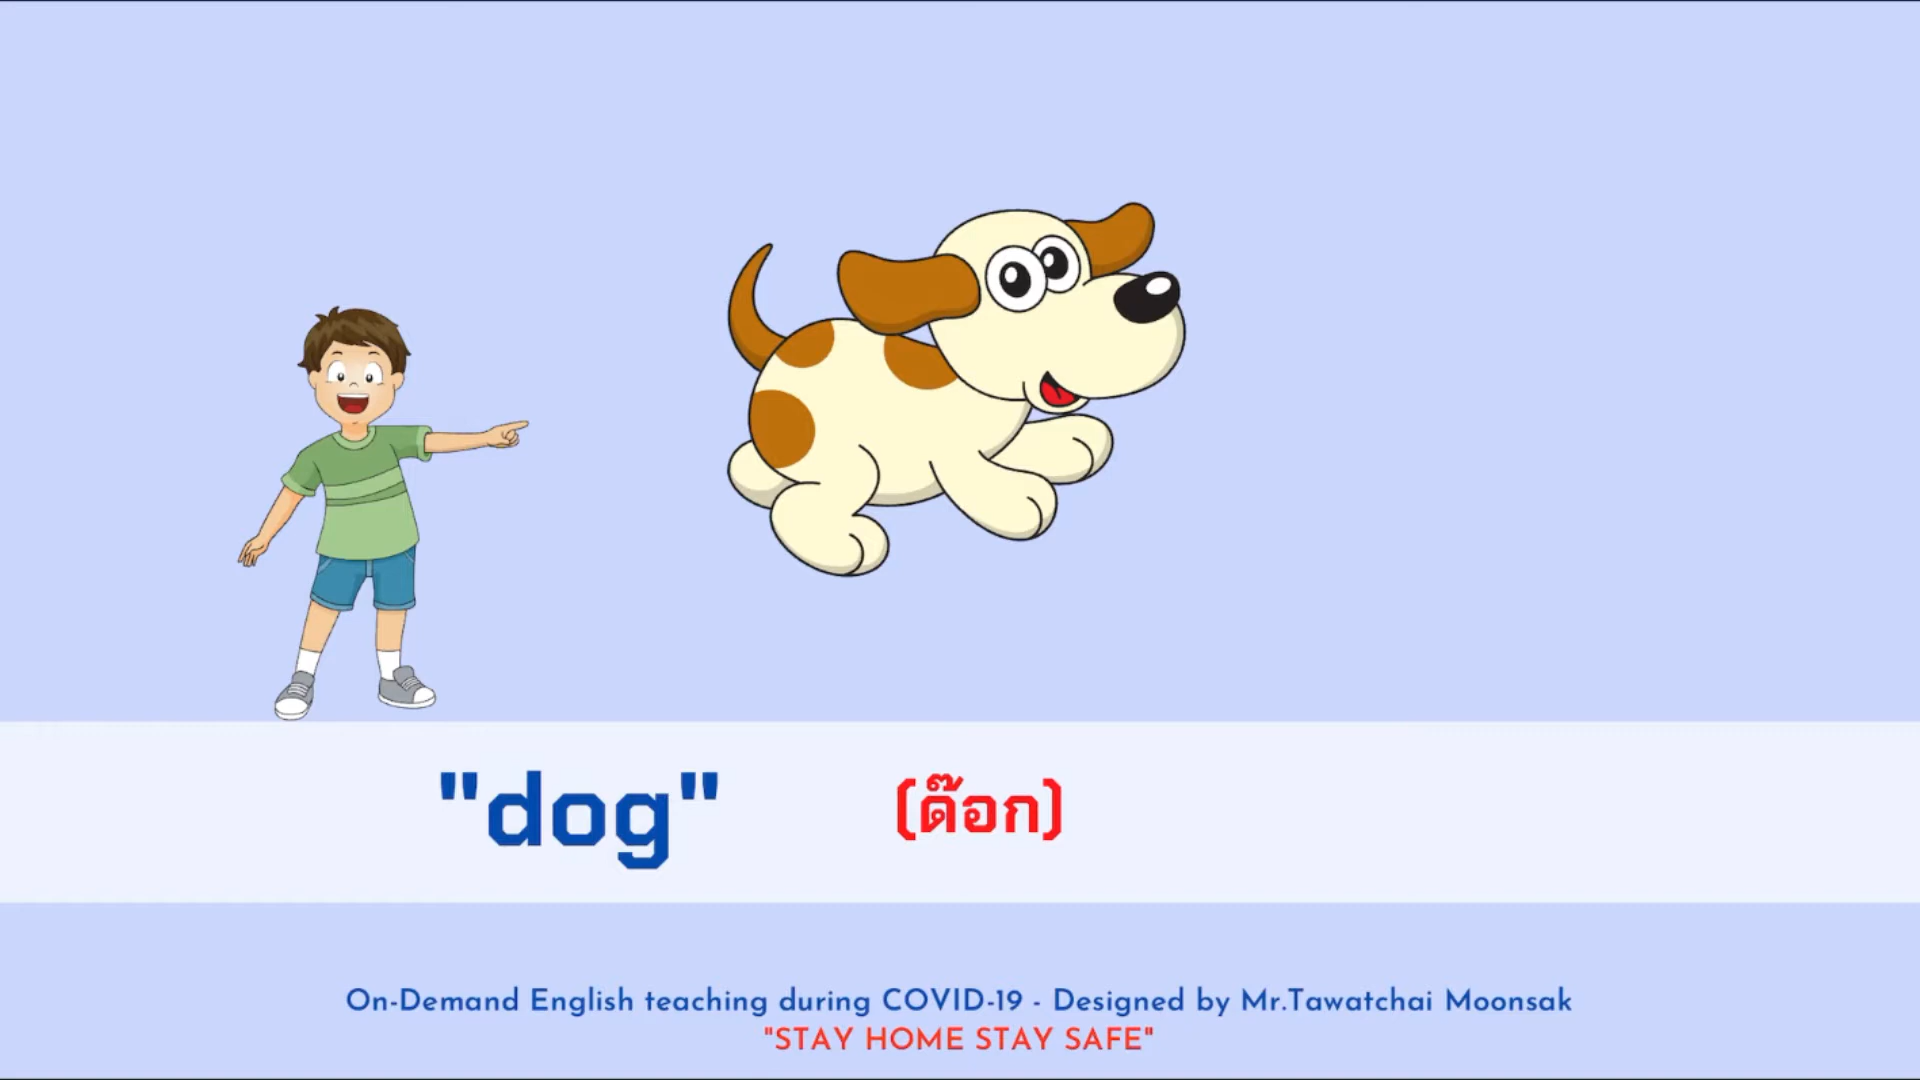 "dog" (ด๊อก)
On-Demand English teaching during COVID-19 - Designed by Mr.Tawatchai Moonsak
"STAY HOME STAY SAFE"